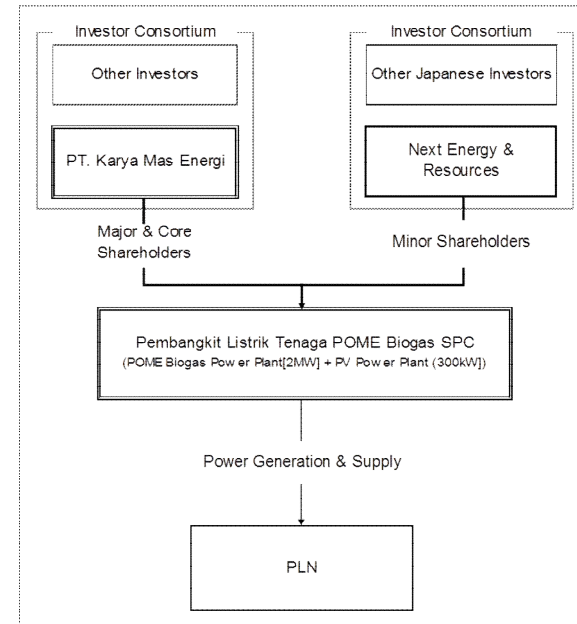 Investor Consortium
Other Investors
PT. Karya Mas Energi
Investor Consortium
Other Japanese Investors
Next Energy &
Resources
Major & Core
Shareholders
Minor Shareholders
Pembangkit Listrik Tenaga POME Biogas SPC
(POME Biogas Power Plant[2MW] + PV Power Plant (300kW])
Power Generation & Supply
PLN